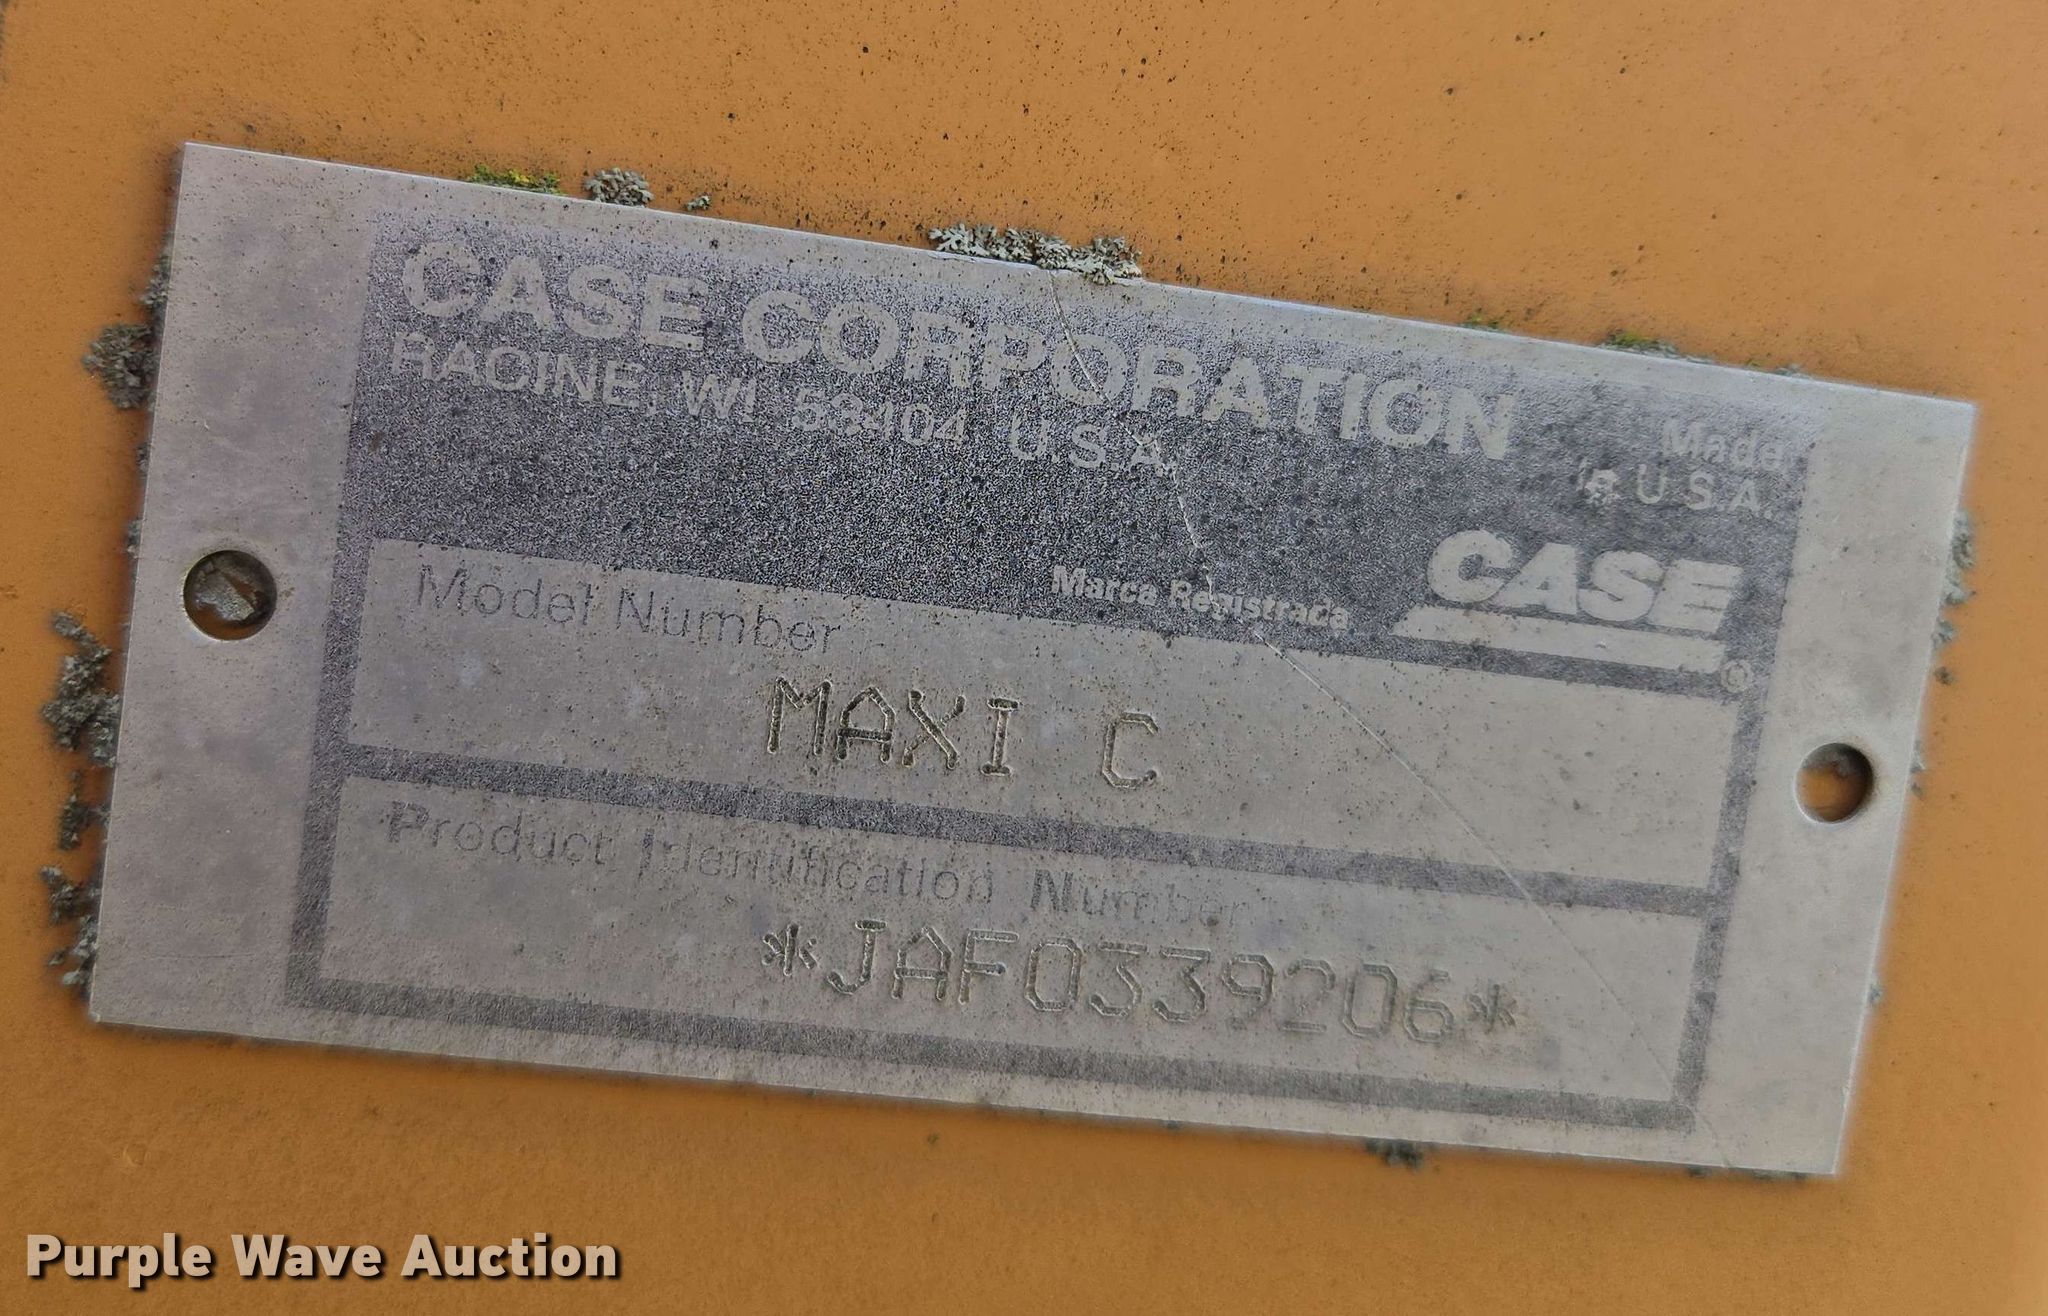 CASE CORPORATION
RACINE, WI 53404 U.S.A.
Made
in U.S.A.
Marca Registrada
CASE®
Model Number
MAXI C
Product Identification Number
*JAF0339206*
Purple Wave Auction